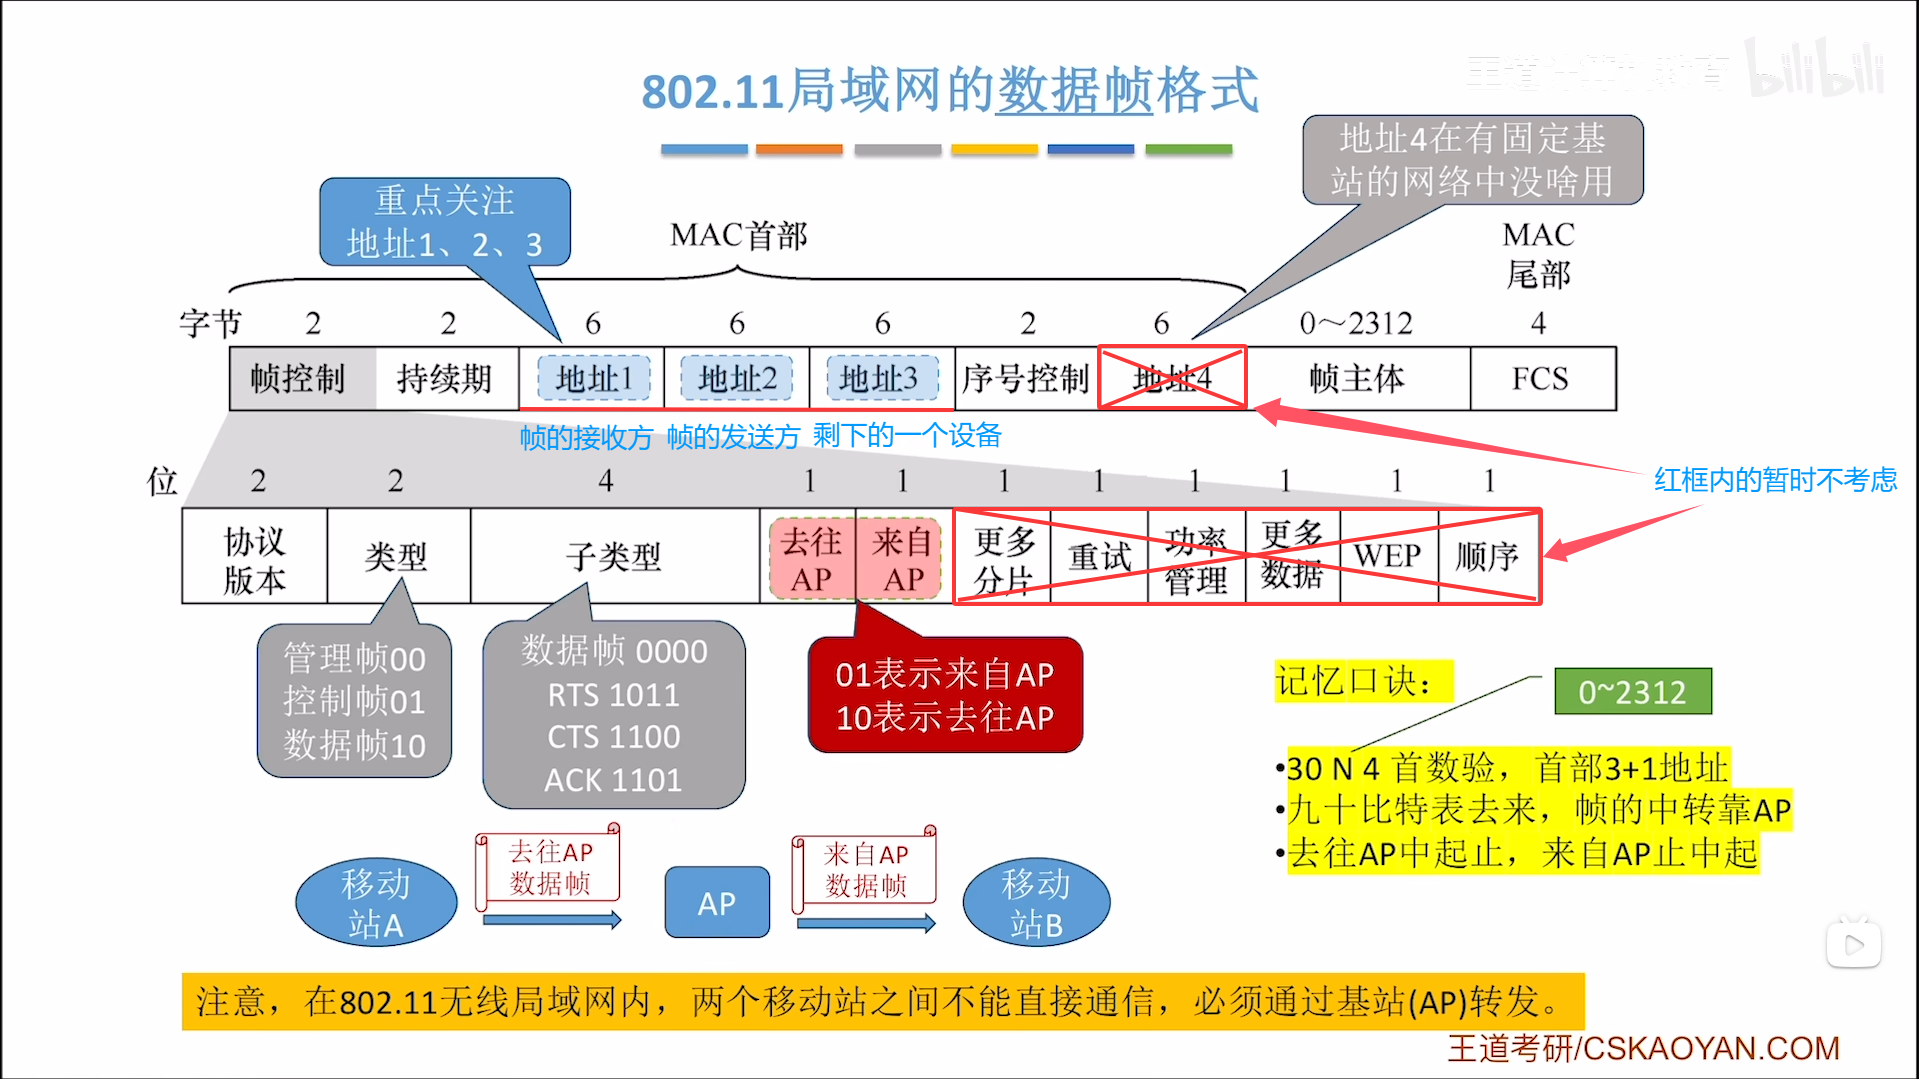 802.11局域网的数据帧格式
bilibili
重点关注
地址1、2、3
地址4在有固定基
站的网络中没啥用
MAC首部
MAC
尾部
字节 2 2 6 6 6 2 6 0～2312 4
帧控制 持续期 地址1 地址2 地址3 序号控制 地址4 帧主体 FCS
帧的接收方 帧的发送方 剩下的一个设备
红框内的暂时不考虑
位 2 2 4 1 1 1 1 1 1 1 1
协议
版本
类型
子类型
去往
AP
来自
AP
更多
分片
重试
功率
管理
更多
数据
WEP
顺序
管理帧00
控制帧01
数据帧10
数据帧 0000
RTS 1011
CTS 1100
ACK 1101
01表示来自AP
10表示去往AP
记忆口诀：
0~2312
•30 N 4 首数验，首部3+1地址
•九十比特表去来，帧的中转靠AP
•去往AP中起止，来自AP止中起
移动
站A
去往AP
数据帧
AP
来自AP
数据帧
移动
站B
注意，在802.11无线局域网内，两个移动站之间不能直接通信，必须通过基站(AP)转发。
王道考研/CSKAOYAN.COM